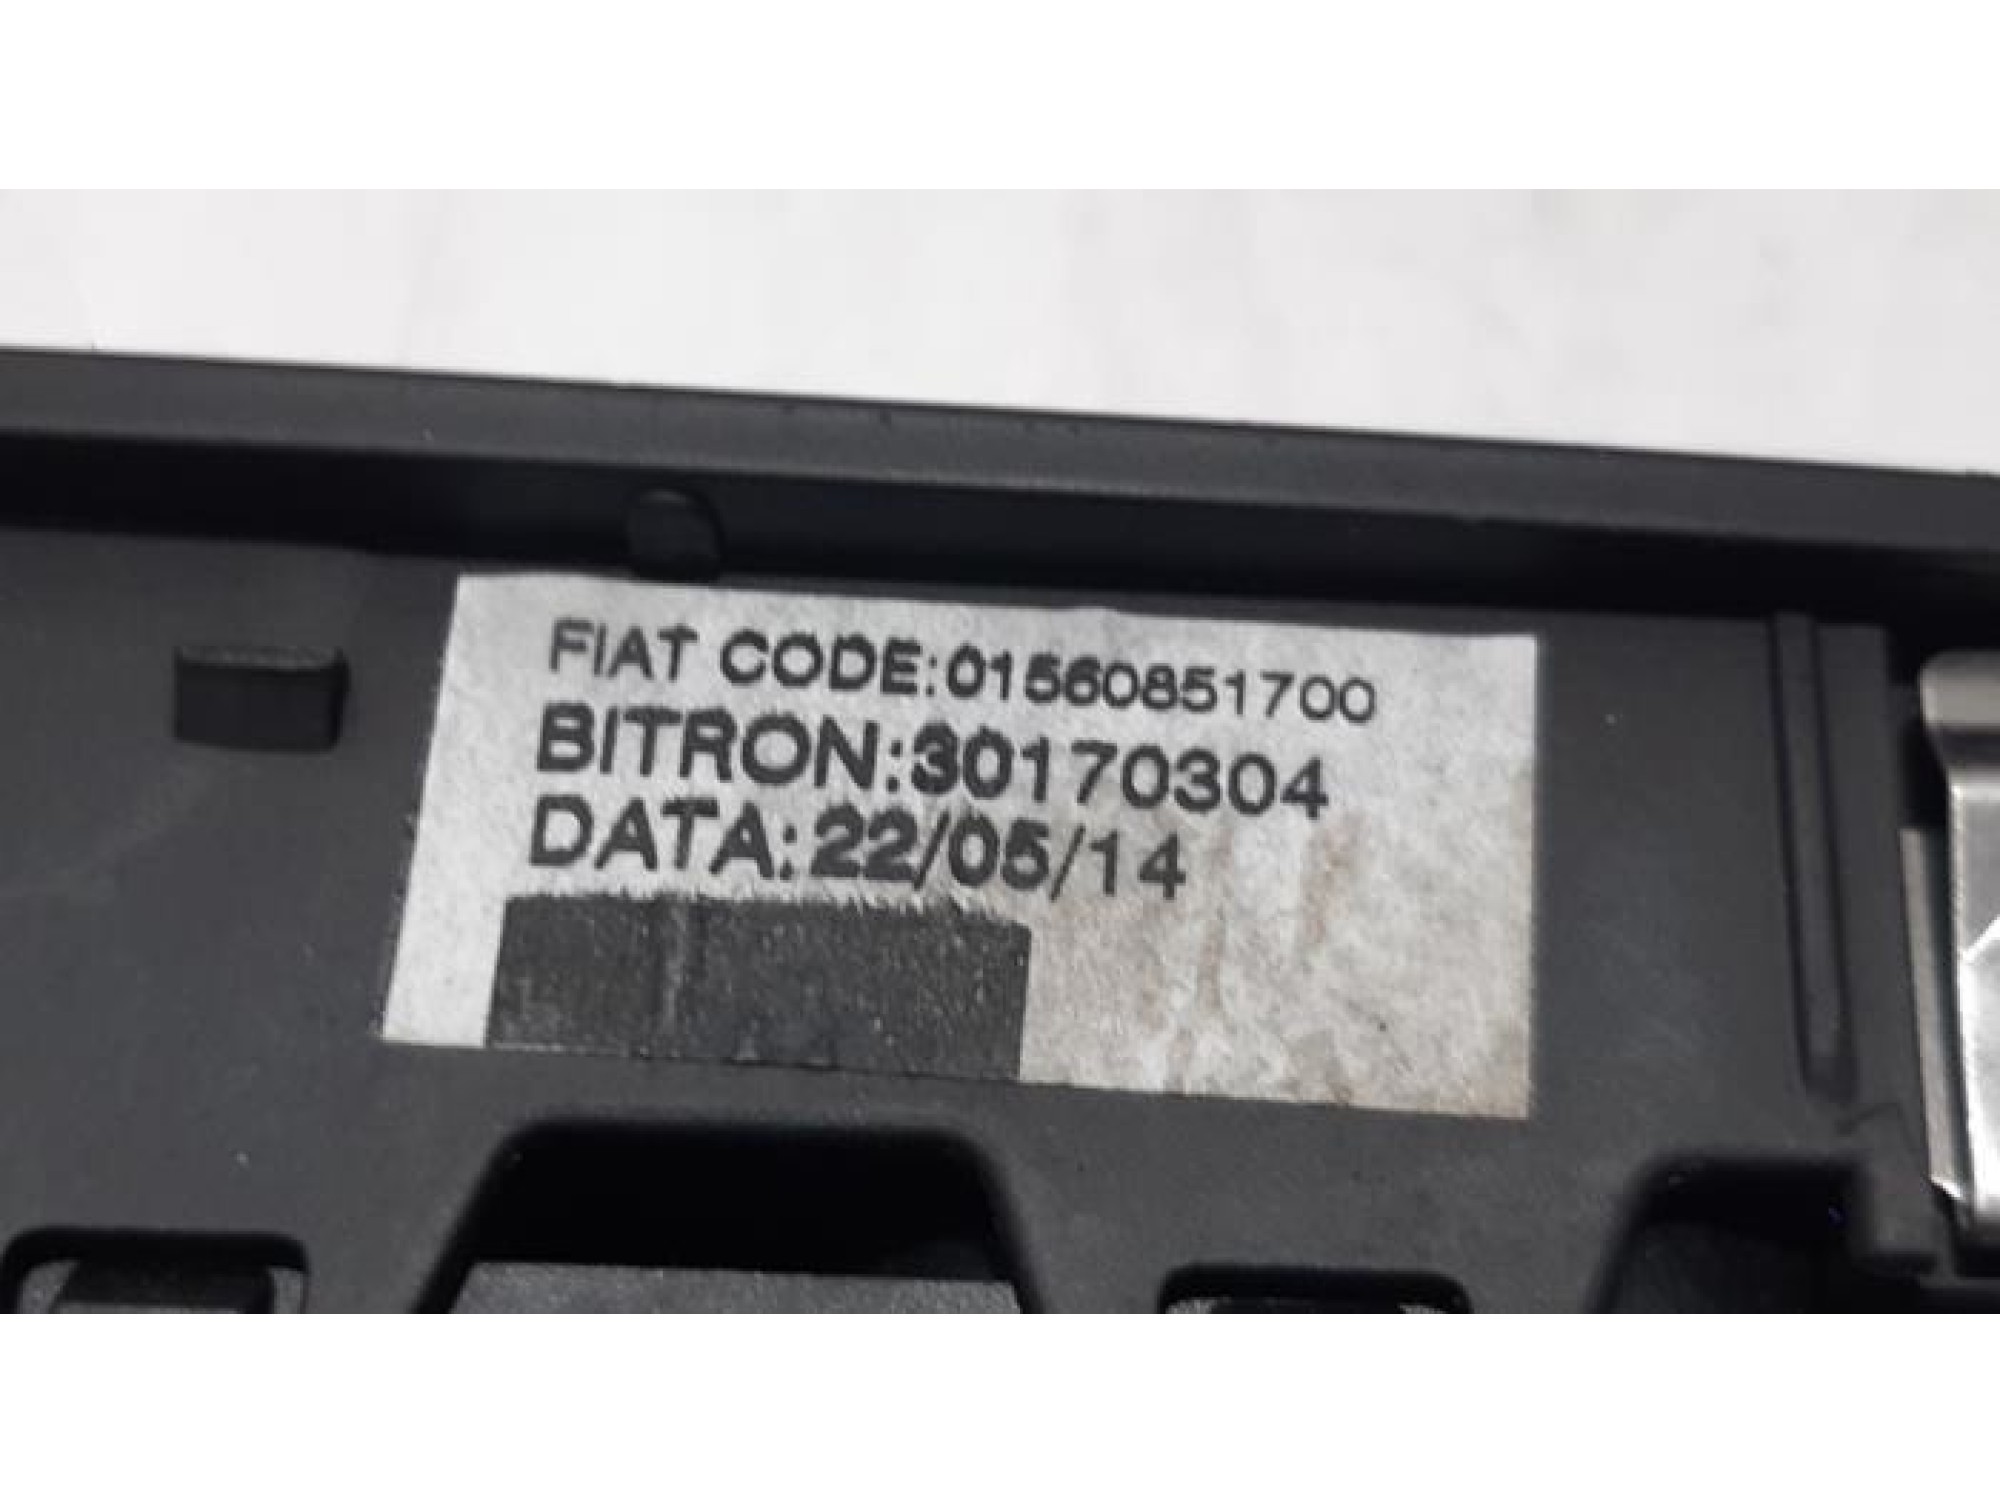 FIAT CODE:01560851700
BITRON:30170304
DATA:22/05/14